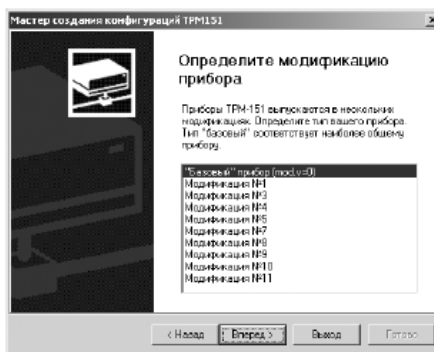 Мастер создания конфигураций ТРМ151
Определите модификацию
прибора
Приборы ТРМ-151 выпускаются в нескольких
модификациях. Определите тип вашего прибора.
Тип "базовый" соответствует наиболее общему
прибору.
"Базовый" прибор (mod.v=0)
Модификация №1
Модификация №3
Модификация №4
Модификация №5
Модификация №7
Модификация №8
Модификация №9
Модификация №10
Модификация №11
< Назад
Вперед >
Выход
Готово